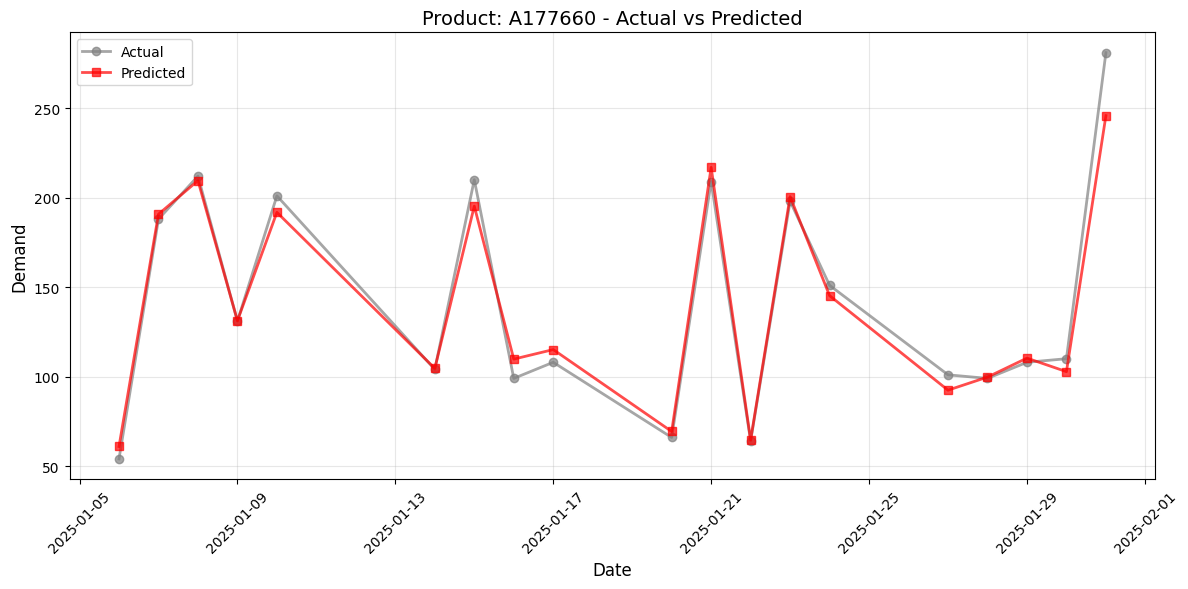 Product: A177660 - Actual vs Predicted
Actual
Predicted
Demand
250
200
150
100
50
2025-01-05
2025-01-09
2025-01-13
2025-01-17
2025-01-21
2025-01-25
2025-01-29
2025-02-01
Date